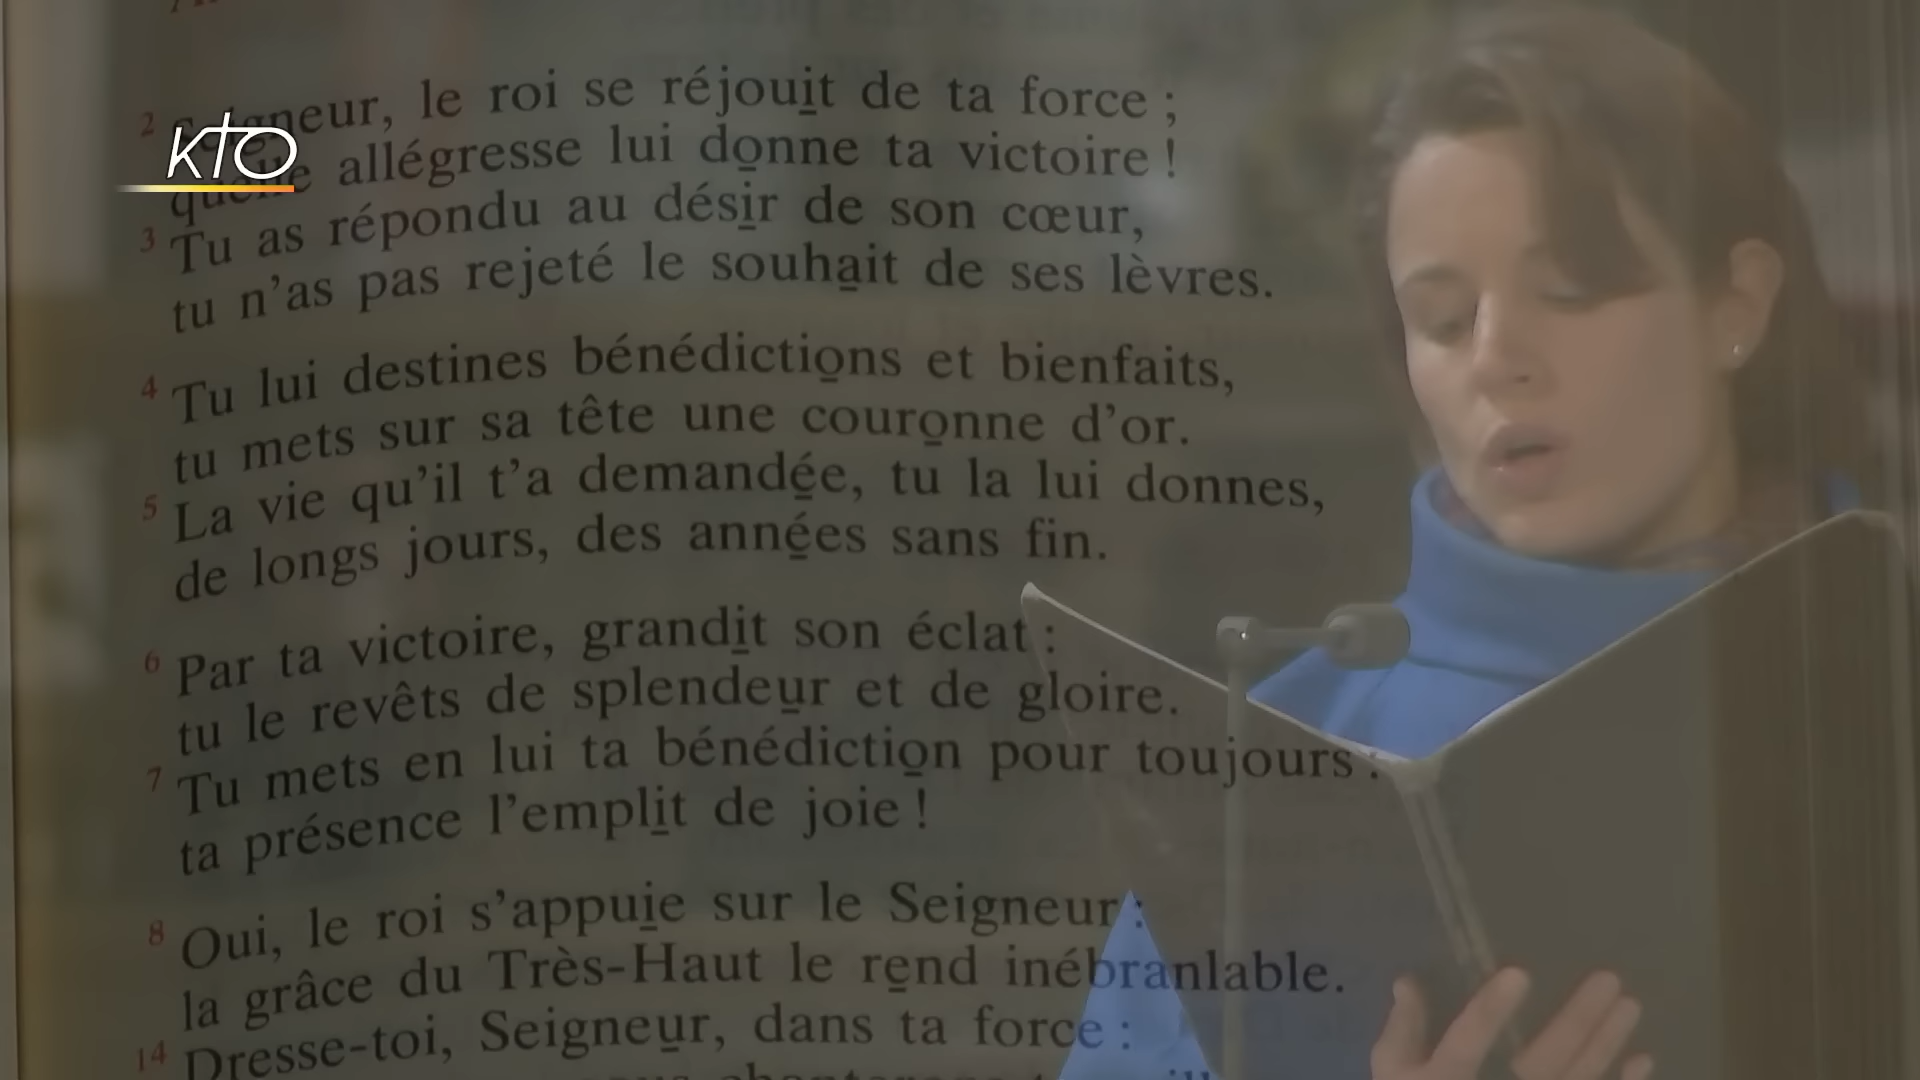 KTO
2 Seigneur, le roi se réjouit de ta force ;
quelle allégresse lui donne ta victoire !
3 Tu as répondu au désir de son cœur,
tu n'as pas rejeté le souhait de ses lèvres.
4 Tu lui destines bénédictions et bienfaits,
tu mets sur sa tête une couronne d'or.
5 La vie qu'il t'a demandée, tu la lui donnes,
de longs jours, des années sans fin.
6 Par ta victoire, grandit son éclat :
tu le revêts de splendeur et de gloire.
7 Tu mets en lui ta bénédiction pour toujours :
ta présence l'emplit de joie !
8 Oui, le roi s'appuie sur le Seigneur :
la grâce du Très-Haut le rend inébranlable.
14 Dresse-toi, Seigneur, dans ta force :